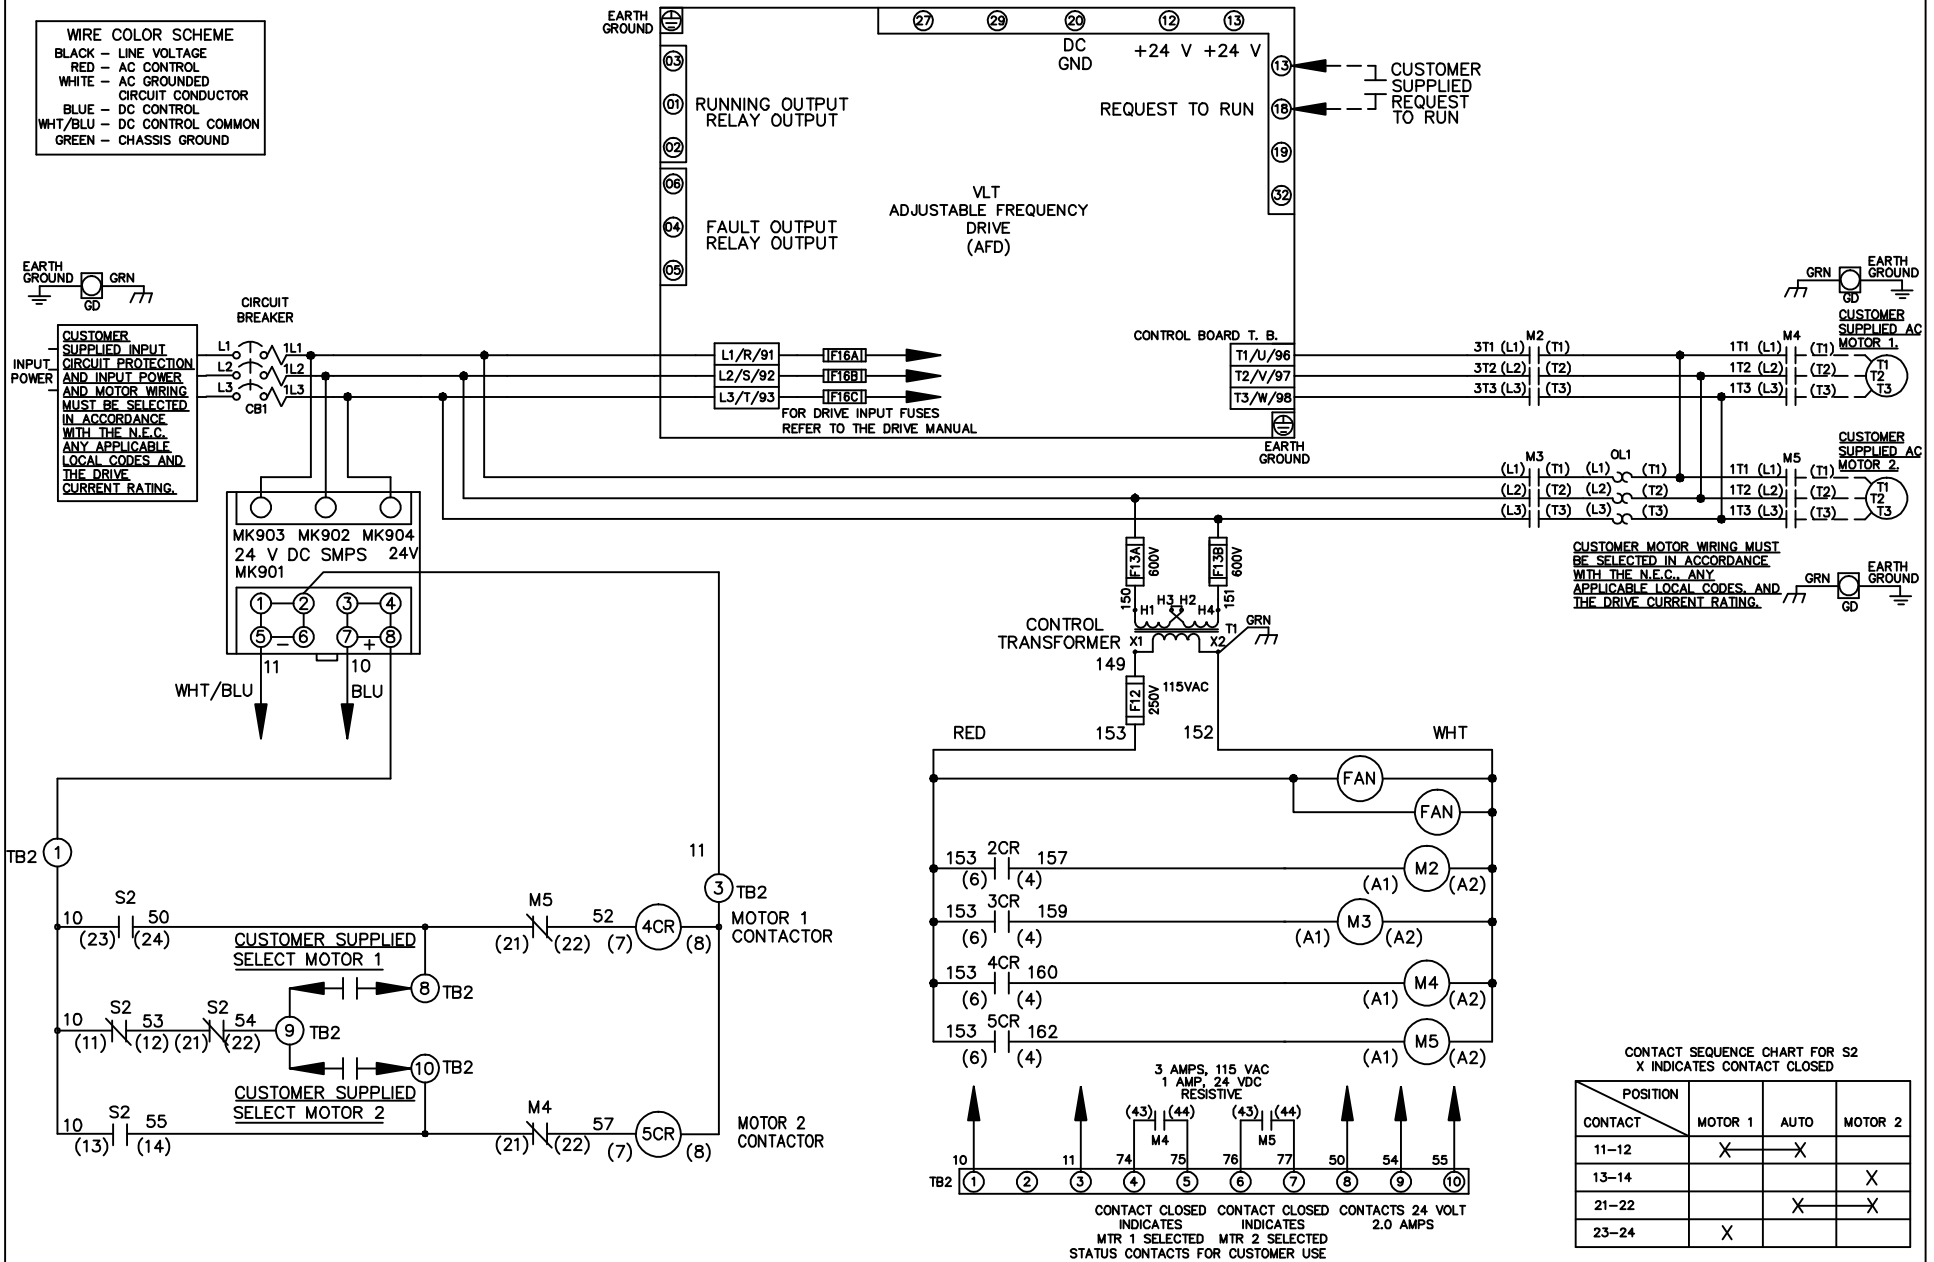 WIRE COLOR SCHEME
BLACK – LINE VOLTAGE
RED – AC CONTROL
WHITE – AC GROUNDED
CIRCUIT CONDUCTOR
BLUE – DC CONTROL
WHT/BLU – DC CONTROL COMMON
GREEN – CHASSIS GROUND
EARTH
GROUND
03
01
02
RUNNING OUTPUT
RELAY OUTPUT
06
04
05
FAULT OUTPUT
RELAY OUTPUT
27 29 20 12 13
DC
GND
+24 V +24 V
13
18
19
32
REQUEST TO RUN
CUSTOMER
SUPPLIED
REQUEST
TO RUN
VLT
ADJUSTABLE FREQUENCY
DRIVE
(AFD)
EARTH
GROUND
GRN
GD
CIRCUIT
BREAKER
INPUT
POWER
CUSTOMER
SUPPLIED INPUT
CIRCUIT PROTECTION
AND INPUT POWER
AND MOTOR WIRING
MUST BE SELECTED
IN ACCORDANCE
WITH THE N.E.C.
ANY APPLICABLE
LOCAL CODES AND
THE DRIVE
CURRENT RATING.
L1 1L1
L2 1L2
L3 1L3
CB1
L1/R/91 F16A
L2/S/92 F16B
L3/T/93 F16C
FOR DRIVE INPUT FUSES
REFER TO THE DRIVE MANUAL
CONTROL BOARD T. B.
T1/U/96
T2/V/97
T3/W/98
EARTH
GROUND
M2
3T1 (L1) (T1)
3T2 (L2) (T2)
3T3 (L3) (T3)
M4
1T1 (L1) (T1)
1T2 (L2) (T2)
1T3 (L3) (T3)
T1
T2
T3
GRN
GD
EARTH
GROUND
CUSTOMER
SUPPLIED AC
MOTOR 1.
CUSTOMER
SUPPLIED AC
MOTOR 2.
M3 OL1
(L1) (T1) (L1) (T1)
(L2) (T2) (L2) (T2)
(L3) (T3) (L3) (T3)
M5
1T1 (L1) (T1)
1T2 (L2) (T2)
1T3 (L3) (T3)
T1
T2
T3
CUSTOMER MOTOR WIRING MUST
BE SELECTED IN ACCORDANCE
WITH THE N.E.C., ANY
APPLICABLE LOCAL CODES, AND
THE DRIVE CURRENT RATING.
GRN
GD
EARTH
GROUND
MK903 MK902 MK904
24 V DC SMPS 24V
MK901
1 2 3 4
5 – 6 7 + 8
11 10
WHT/BLU BLU
F13A 600V
F13B 600V
150 151
H1 H3 H2 H4
CONTROL
TRANSFORMER
X1 X2 T1 GRN
149
F12 250V
115VAC
153 152
RED WHT
FAN
FAN
153 2CR 157
(6) (4)
M2
(A1) (A2)
153 3CR 159
(6) (4)
M3
(A1) (A2)
153 4CR 160
(6) (4)
M4
(A1) (A2)
153 5CR 162
(6) (4)
M5
(A1) (A2)
TB2 1
11
3 TB2
S2
10 50
(23) (24)
M5
(21) (22)
52
(7) 4CR (8)
MOTOR 1
CONTACTOR
CUSTOMER SUPPLIED
SELECT MOTOR 1
8 TB2
S2 S2
10 53 54
(11) (12) (21) (22)
9 TB2
10 TB2
CUSTOMER SUPPLIED
SELECT MOTOR 2
S2
10 55
(13) (14)
M4
(21) (22)
57
(7) 5CR (8)
MOTOR 2
CONTACTOR
3 AMPS, 115 VAC
1 AMP, 24 VDC
RESISTIVE
(43) (44) (43) (44)
M4 M5
10 11 74 75 76 77 50 54 55
TB2 1 2 3 4 5 6 7 8 9 10
CONTACT CLOSED
INDICATES
MTR 1 SELECTED
CONTACT CLOSED
INDICATES
MTR 2 SELECTED
STATUS CONTACTS FOR CUSTOMER USE
CONTACTS 24 VOLT
2.0 AMPS
CONTACT SEQUENCE CHART FOR S2
X INDICATES CONTACT CLOSED
POSITION
CONTACT MOTOR 1 AUTO MOTOR 2
11–12 X X
13–14 X
21–22 X X
23–24 X